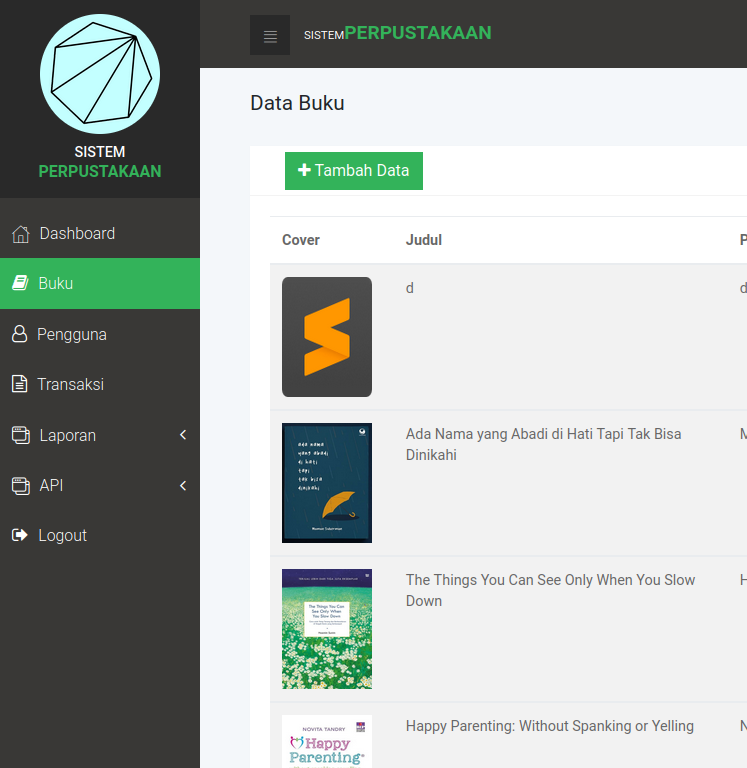 SISTEM
PERPUSTAKAAN
Dashboard
Buku
Pengguna
Transaksi
Laporan
API
Logout
SISTEMPERPUSTAKAAN
Data Buku
Tambah Data
Cover Judul P
d d
Ada Nama yang Abadi di Hati Tapi Tak Bisa M
Dinikahi
ada nama
yang abadi
di hati
tapi
tak bisa
dinikahi
The Things You Can See Only When You Slow H
Down
The Things You Can
See Only When
You Slow Down
Happy Parenting: Without Spanking or Yelling N
NOVITA TANDRY
Happy
Parenting